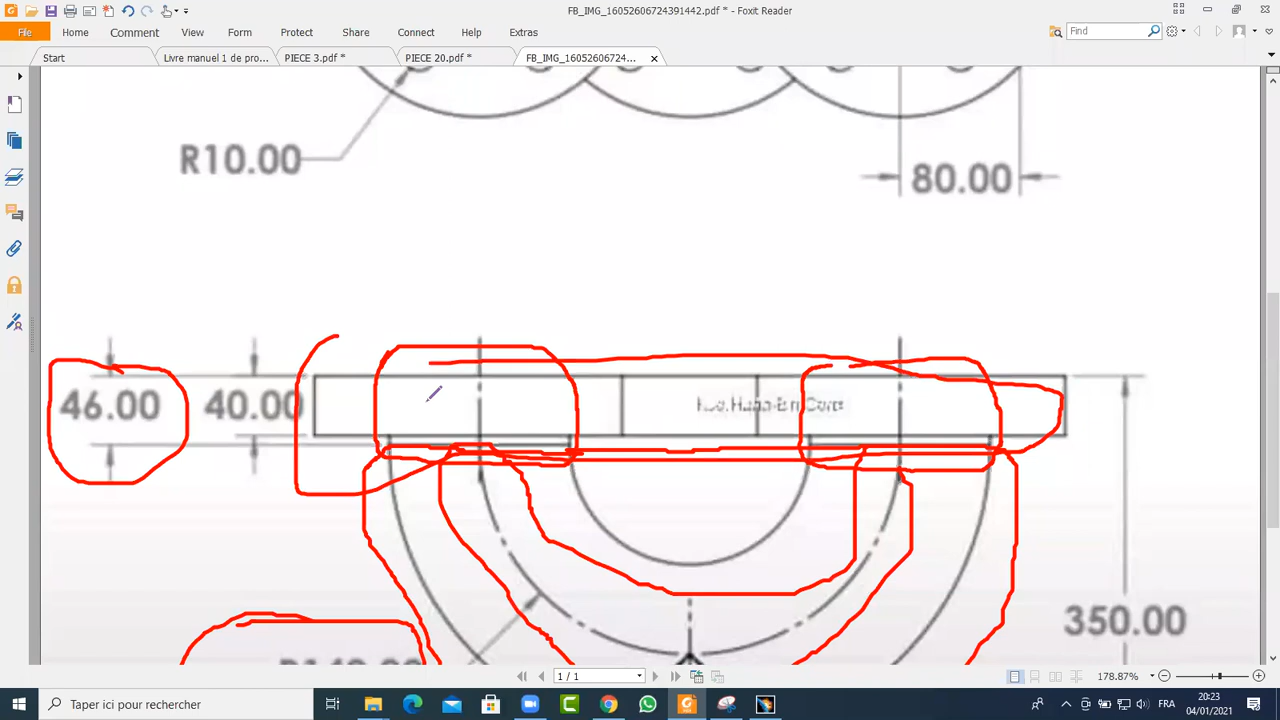 FB_IMG_16052606724391442.pdf * - Foxit Reader
File Home Comment View Form Protect Share Connect Help Extras Find
Start Livre manuel 1 de pro... PIECE 3.pdf * PIECE 20.pdf * FB_IMG_16052606724...
R10.00
80.00
46.00 40.00
350.00
1 / 1 178.87%
Taper ici pour rechercher FRA 20:23
04/01/2021